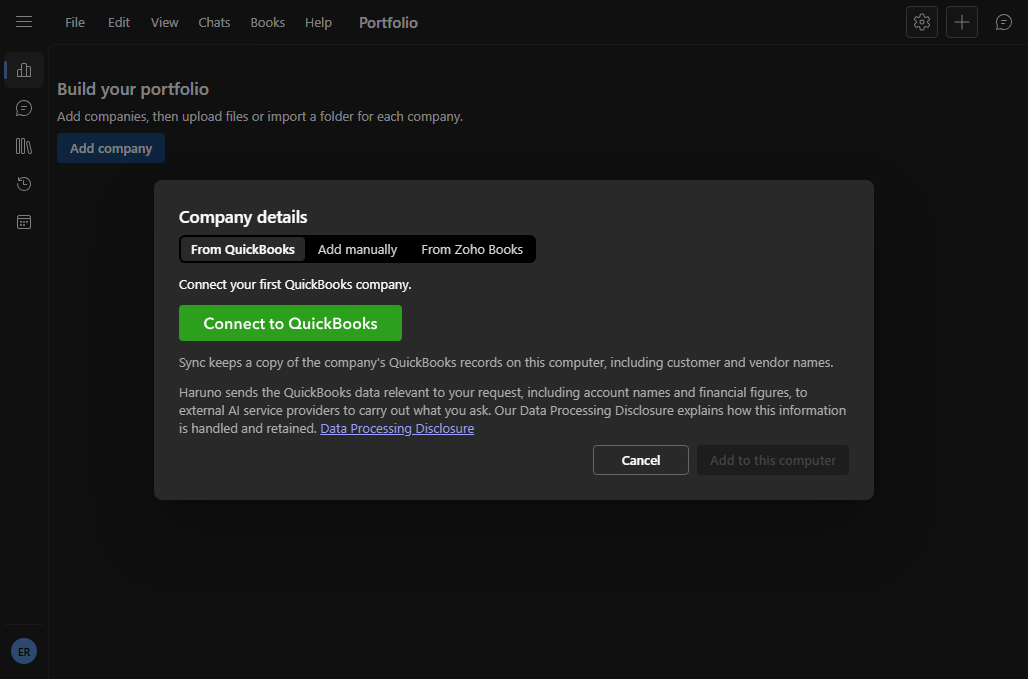 File Edit View Chats Books Help Portfolio
Build your portfolio
Add companies, then upload files or import a folder for each company.
Add company
Company details
From QuickBooks Add manually From Zoho Books
Connect your first QuickBooks company.
Connect to QuickBooks
Sync keeps a copy of the company's QuickBooks records on this computer, including customer and vendor names.
Haruno sends the QuickBooks data relevant to your request, including account names and financial figures, to
external AI service providers to carry out what you ask. Our Data Processing Disclosure explains how this information
is handled and retained. Data Processing Disclosure
Cancel Add to this computer
ER